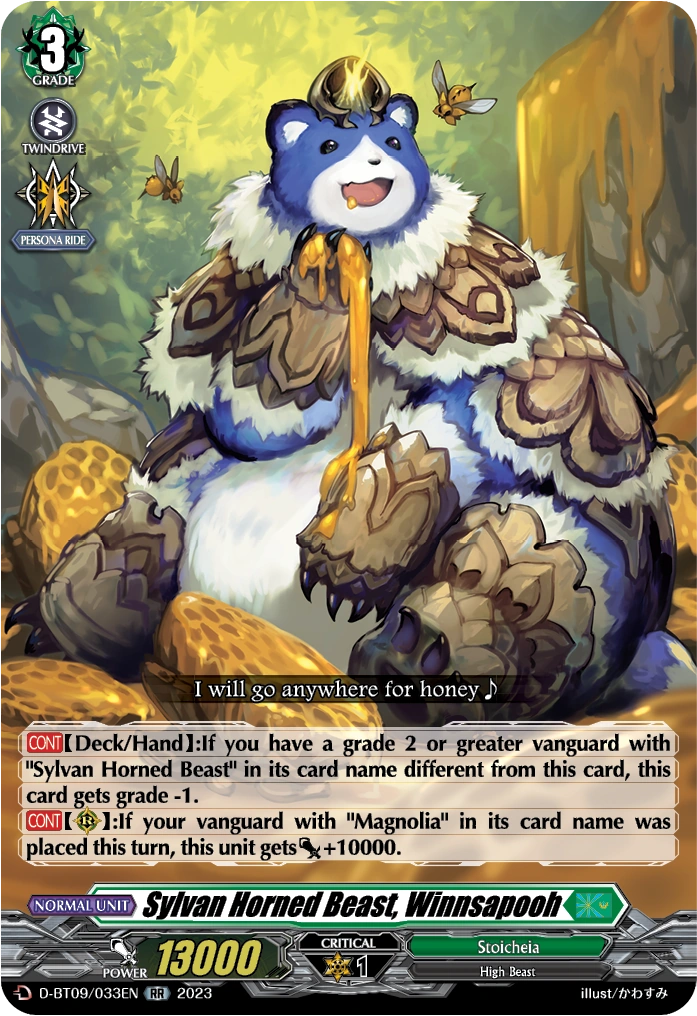 3
GRADE
TWINDRIVE
PERSONA RIDE
I will go anywhere for honey♪
CONT【Deck/Hand】:If you have a grade 2 or greater vanguard with
"Sylvan Horned Beast" in its card name different from this card, this
card gets grade -1.
CONT【R】:If your vanguard with "Magnolia" in its card name was
placed this turn, this unit gets +10000.
NORMAL UNIT Sylvan Horned Beast, Winnsapooh
POWER 13000 CRITICAL 1 Stoicheia
High Beast
D-BT09/033EN RR 2023 illust/かわすみ